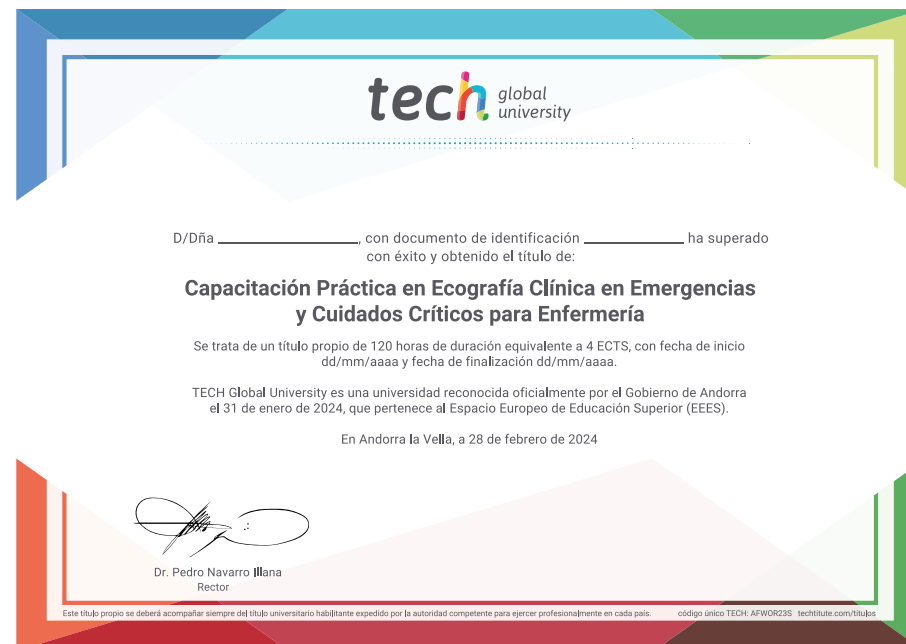 tech global
university
D/Dña ____________________, con documento de identificación ______________ ha superado
con éxito y obtenido el título de:
Capacitación Práctica en Ecografía Clínica en Emergencias
y Cuidados Críticos para Enfermería
Se trata de un título propio de 120 horas de duración equivalente a 4 ECTS, con fecha de inicio
dd/mm/aaaa y fecha de finalización dd/mm/aaaa.
TECH Global University es una universidad reconocida oficialmente por el Gobierno de Andorra
el 31 de enero de 2024, que pertenece al Espacio Europeo de Educación Superior (EEES).
En Andorra la Vella, a 28 de febrero de 2024
Dr. Pedro Navarro Illana
Rector
Este título propio se deberá acompañar siempre del título universitario habilitante expedido por la autoridad competente para ejercer profesionalmente en cada país. código único TECH: AFWOR23S techtitute.com/titulos